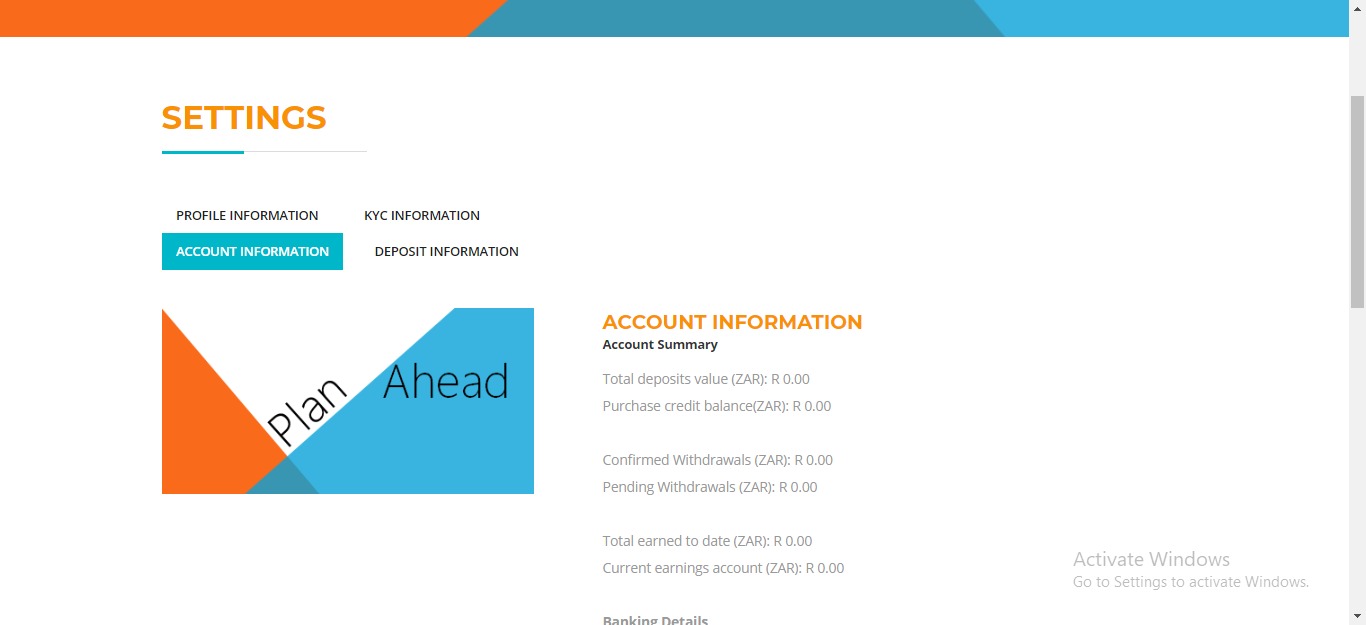 SETTINGS
PROFILE INFORMATION
KYC INFORMATION
ACCOUNT INFORMATION
DEPOSIT INFORMATION
Plan
Ahead
ACCOUNT INFORMATION
Account Summary
Total deposits value (ZAR): R 0.00
Purchase credit balance(ZAR): R 0.00
Confirmed Withdrawals (ZAR): R 0.00
Pending Withdrawals (ZAR): R 0.00
Total earned to date (ZAR): R 0.00
Current earnings account (ZAR): R 0.00
Banking Details
Activate Windows
Go to Settings to activate Windows.